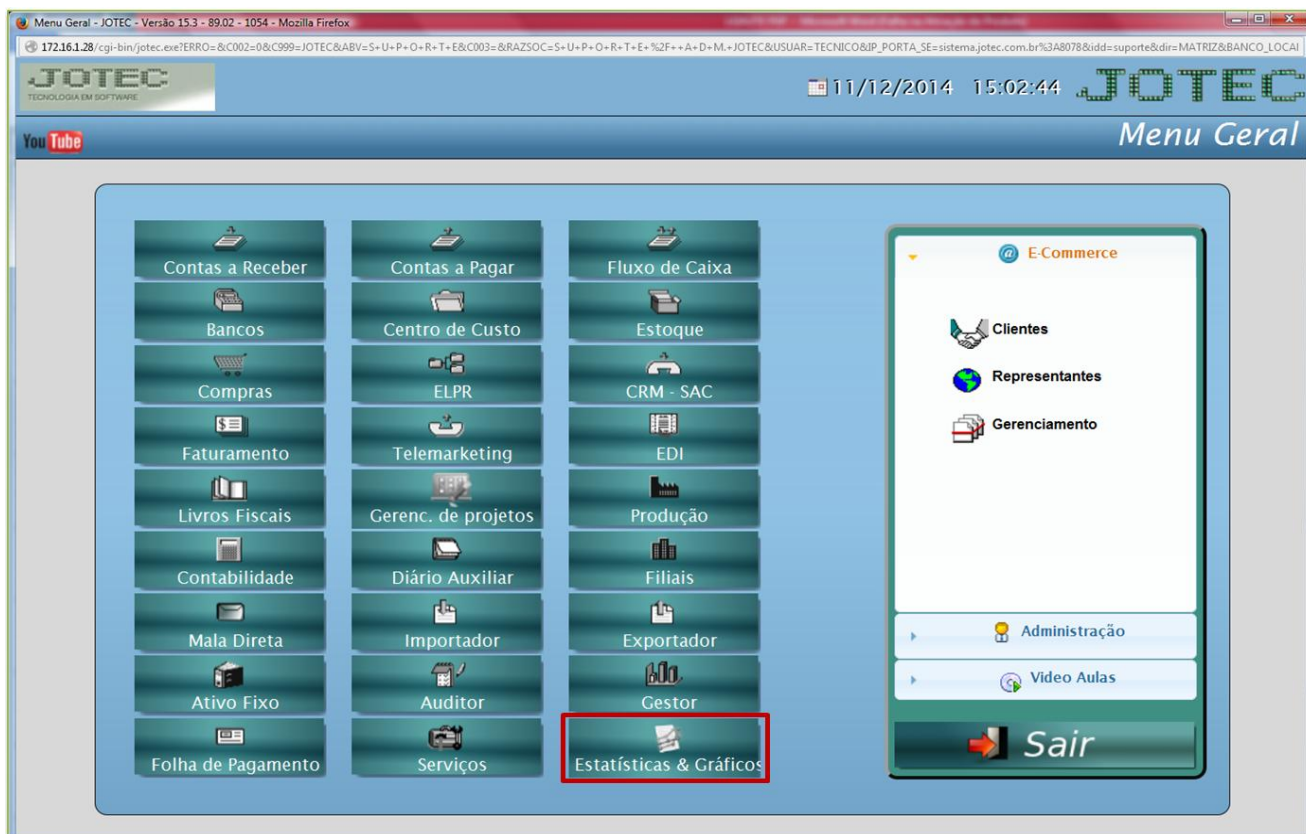 Menu Geral - JOTEC - Versão 15.3 - 89.02 - 1054 - Mozilla Firefox
172.16.1.28/cgi-bin/jotec.exe?ERRO=&C002=0&C999=JOTEC&ABV=S+U+P+O+R+T+E&C003=&RAZSOC=S+U+P+O+R+T+E+%2F++A+D+M.+JOTEC&USUAR=TECNICO&IP_PORTA_SE=sistema.jotec.com.br%3A8078&idd=suporte&dir=MATRIZ&BANCO_LOCAI
JOTEC
TECNOLOGIA EM SOFTWARE
11/12/2014 15:02:44
JOTEC
YouTube
Menu Geral
Contas a Receber
Contas a Pagar
Fluxo de Caixa
Bancos
Centro de Custo
Estoque
Compras
ELPR
CRM - SAC
Faturamento
Telemarketing
EDI
Livros Fiscais
Gerenc. de projetos
Produção
Contabilidade
Diário Auxiliar
Filiais
Mala Direta
Importador
Exportador
Ativo Fixo
Auditor
Gestor
Folha de Pagamento
Serviços
Estatísticas & Gráficos
E-Commerce
Clientes
Representantes
Gerenciamento
Administração
Video Aulas
Sair